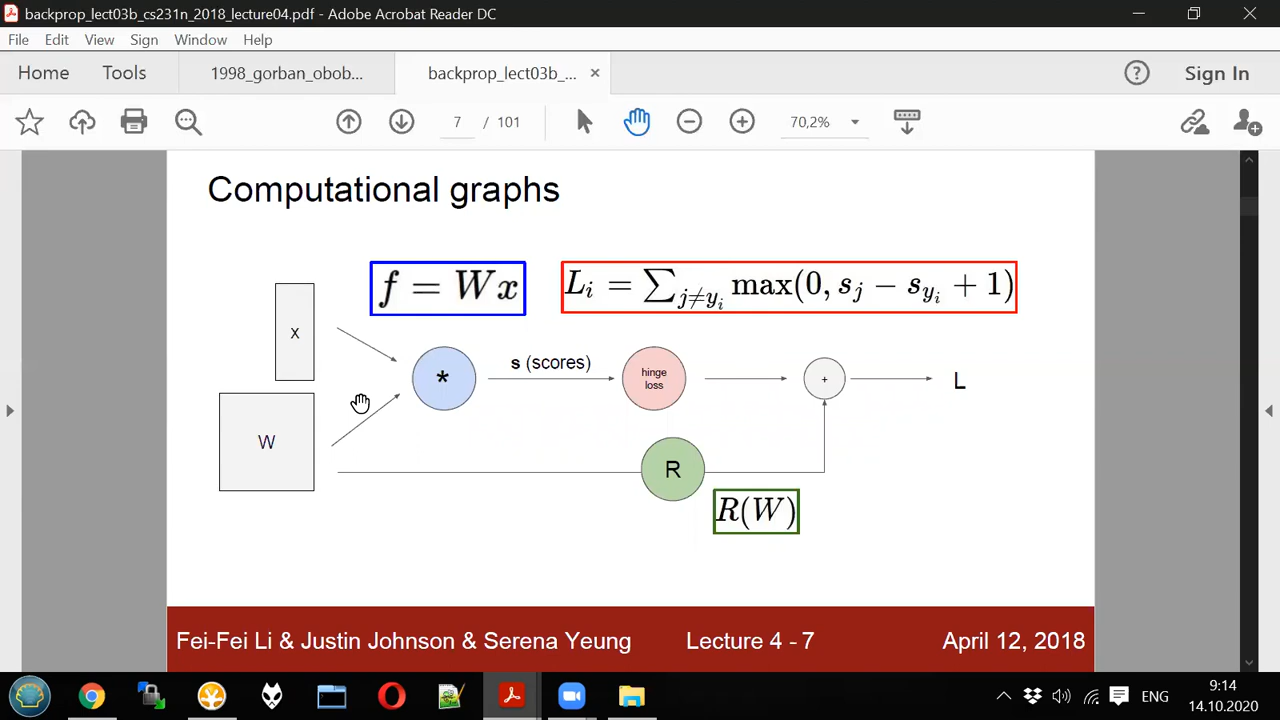 backprop_lect03b_cs231n_2018_lecture04.pdf - Adobe Acrobat Reader DC
File Edit View Sign Window Help
Home Tools 1998_gorban_obob... backprop_lect03b_... ×
Sign In
7 / 101 70,2%
Computational graphs
f = Wx
L_i = ∑_{j≠y_i} max(0, s_j − s_{y_i} + 1)
x
W
*
s (scores)
hinge
loss
+
L
R
R(W)
Fei-Fei Li & Justin Johnson & Serena Yeung Lecture 4 - 7 April 12, 2018
ENG
9:14
14.10.2020